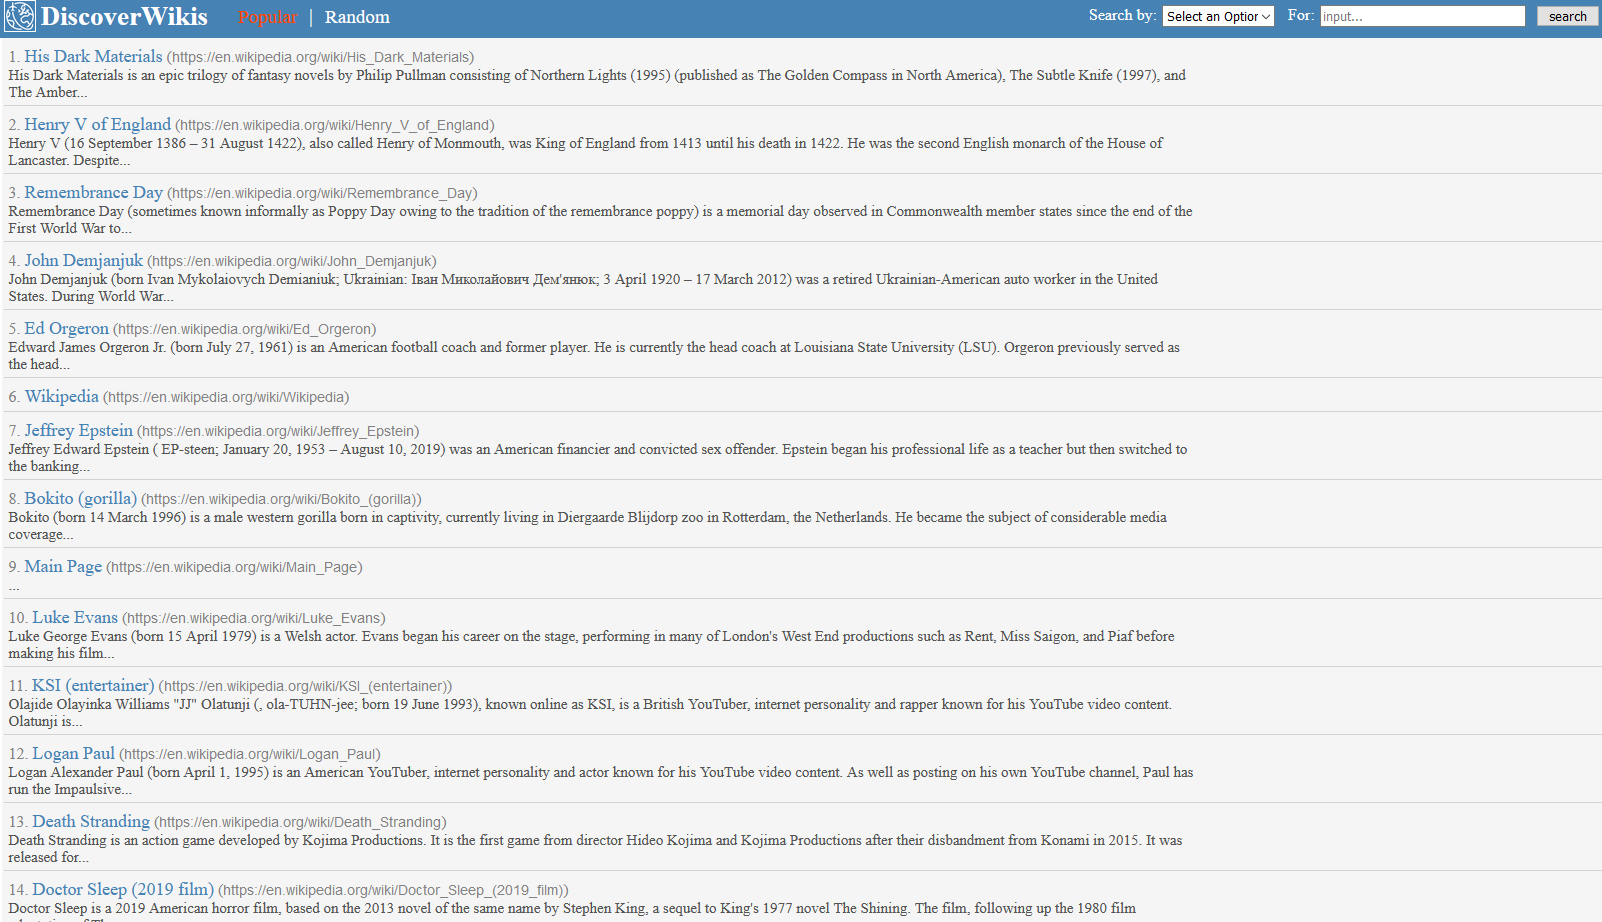 DiscoverWikis Popular | Random Search by: Select an Option For: input... search
1. His Dark Materials (https://en.wikipedia.org/wiki/His_Dark_Materials)
His Dark Materials is an epic trilogy of fantasy novels by Philip Pullman consisting of Northern Lights (1995) (published as The Golden Compass in North America), The Subtle Knife (1997), and
The Amber...
2. Henry V of England (https://en.wikipedia.org/wiki/Henry_V_of_England)
Henry V (16 September 1386 – 31 August 1422), also called Henry of Monmouth, was King of England from 1413 until his death in 1422. He was the second English monarch of the House of
Lancaster. Despite...
3. Remembrance Day (https://en.wikipedia.org/wiki/Remembrance_Day)
Remembrance Day (sometimes known informally as Poppy Day owing to the tradition of the remembrance poppy) is a memorial day observed in Commonwealth member states since the end of the
First World War to...
4. John Demjanjuk (https://en.wikipedia.org/wiki/John_Demjanjuk)
John Demjanjuk (born Ivan Mykolaiovych Demianiuk; Ukrainian: Іван Миколайович Дем'янюк; 3 April 1920 – 17 March 2012) was a retired Ukrainian-American auto worker in the United
States. During World War...
5. Ed Orgeron (https://en.wikipedia.org/wiki/Ed_Orgeron)
Edward James Orgeron Jr. (born July 27, 1961) is an American football coach and former player. He is currently the head coach at Louisiana State University (LSU). Orgeron previously served as
the head...
6. Wikipedia (https://en.wikipedia.org/wiki/Wikipedia)
7. Jeffrey Epstein (https://en.wikipedia.org/wiki/Jeffrey_Epstein)
Jeffrey Edward Epstein ( EP-steen; January 20, 1953 – August 10, 2019) was an American financier and convicted sex offender. Epstein began his professional life as a teacher but then switched to
the banking...
8. Bokito (gorilla) (https://en.wikipedia.org/wiki/Bokito_(gorilla))
Bokito (born 14 March 1996) is a male western gorilla born in captivity, currently living in Diergaarde Blijdorp zoo in Rotterdam, the Netherlands. He became the subject of considerable media
coverage...
9. Main Page (https://en.wikipedia.org/wiki/Main_Page)
...
10. Luke Evans (https://en.wikipedia.org/wiki/Luke_Evans)
Luke George Evans (born 15 April 1979) is a Welsh actor. Evans began his career on the stage, performing in many of London's West End productions such as Rent, Miss Saigon, and Piaf before
making his film...
11. KSI (entertainer) (https://en.wikipedia.org/wiki/KSI_(entertainer))
Olajide Olayinka Williams "JJ" Olatunji (, ola-TUHN-jee; born 19 June 1993), known online as KSI, is a British YouTuber, internet personality and rapper known for his YouTube video content.
Olatunji is...
12. Logan Paul (https://en.wikipedia.org/wiki/Logan_Paul)
Logan Alexander Paul (born April 1, 1995) is an American YouTuber, internet personality and actor known for his YouTube video content. As well as posting on his own YouTube channel, Paul has
run the Impaulsive...
13. Death Stranding (https://en.wikipedia.org/wiki/Death_Stranding)
Death Stranding is an action game developed by Kojima Productions. It is the first game from director Hideo Kojima and Kojima Productions after their disbandment from Konami in 2015. It was
released for...
14. Doctor Sleep (2019 film) (https://en.wikipedia.org/wiki/Doctor_Sleep_(2019_film))
Doctor Sleep is a 2019 American horror film, based on the 2013 novel of the same name by Stephen King, a sequel to King's 1977 novel The Shining. The film, following up the 1980 film